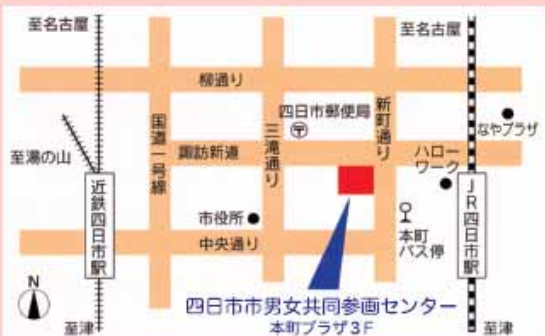 至名古屋
至名古屋
柳通り
四日市郵便局
〒
新町通り
なやプラザ
国道一号線
三滝通り
諏訪新道
ハロー
ワーク
至湯の山
近鉄四日市駅
JR四日市駅
市役所
中央通り
本町
バス停
N
四日市市男女共同参画センター
本町プラザ3F
至津
至津